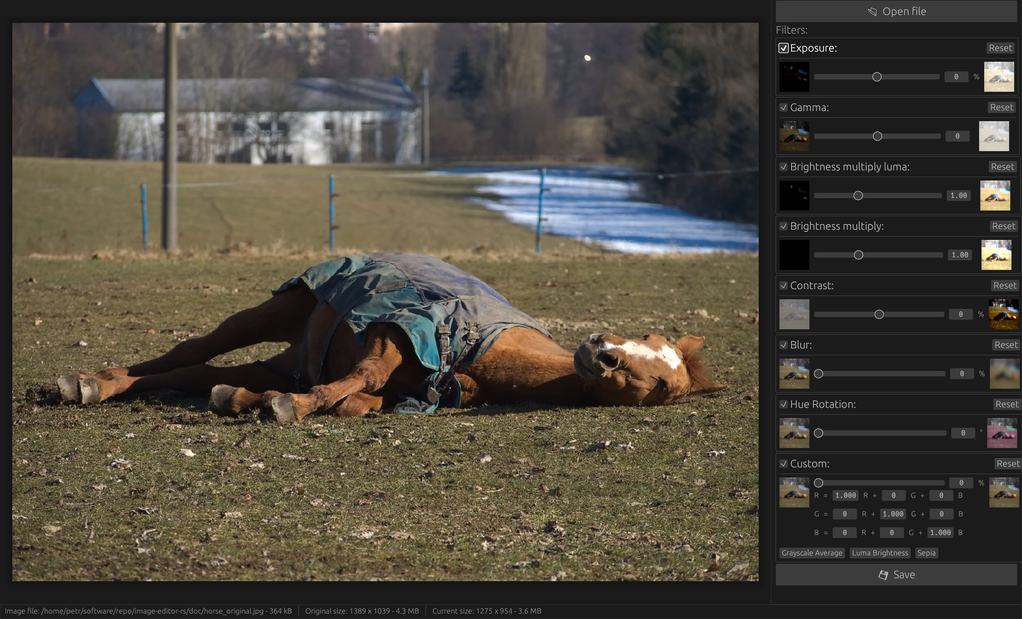 Open file
Filters:
Exposure: Reset
0 %
Gamma: Reset
0
Brightness multiply luma: Reset
1.00
Brightness multiply: Reset
1.00
Contrast: Reset
0 %
Blur: Reset
0 %
Hue Rotation: Reset
0 °
Custom: Reset
0 %
R = 1.000 R + 0 G + 0 B
G = 0 R + 1.000 G + 0 B
B = 0 R + 0 G + 1.000 B
Grayscale Average Luma Brightness Sepia
Save
Image file: /home/petr/software/repo/image-editor-rs/doc/horse_original.jpg - 364 kB Original size: 1389 x 1039 - 4.3 MB Current size: 1275 x 954 - 3.6 MB